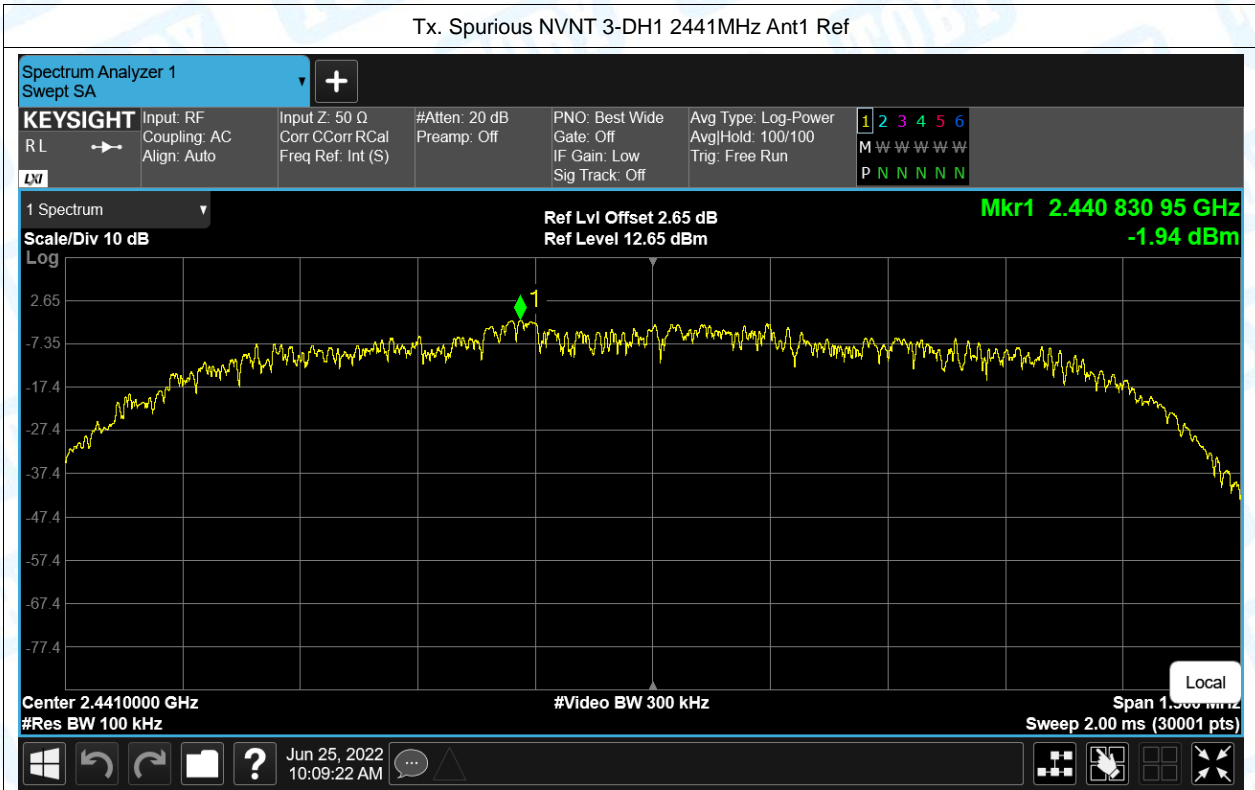 Tx. Spurious NVNT 3-DH1 2441MHz Ant1 Ref
Spectrum Analyzer 1
Swept SA
KEYSIGHT
RL
LXI
Input: RF
Coupling: AC
Align: Auto
Input Z: 50 Ω
Corr CCorr RCal
Freq Ref: Int (S)
#Atten: 20 dB
Preamp: Off
PNO: Best Wide
Gate: Off
IF Gain: Low
Sig Track: Off
Avg Type: Log-Power
Avg|Hold: 100/100
Trig: Free Run
1 2 3 4 5 6
M W W W W W
P N N N N N
1 Spectrum
Scale/Div 10 dB
Ref Lvl Offset 2.65 dB
Ref Level 12.65 dBm
Mkr1 2.440 830 95 GHz
-1.94 dBm
Log
1
2.65
-7.35
-17.4
-27.4
-37.4
-47.4
-57.4
-67.4
-77.4
Local
Center 2.4410000 GHz
#Video BW 300 kHz
Span
#Res BW 100 kHz
Sweep 2.00 ms (30001 pts)
?
Jun 25, 2022
10:09:22 AM